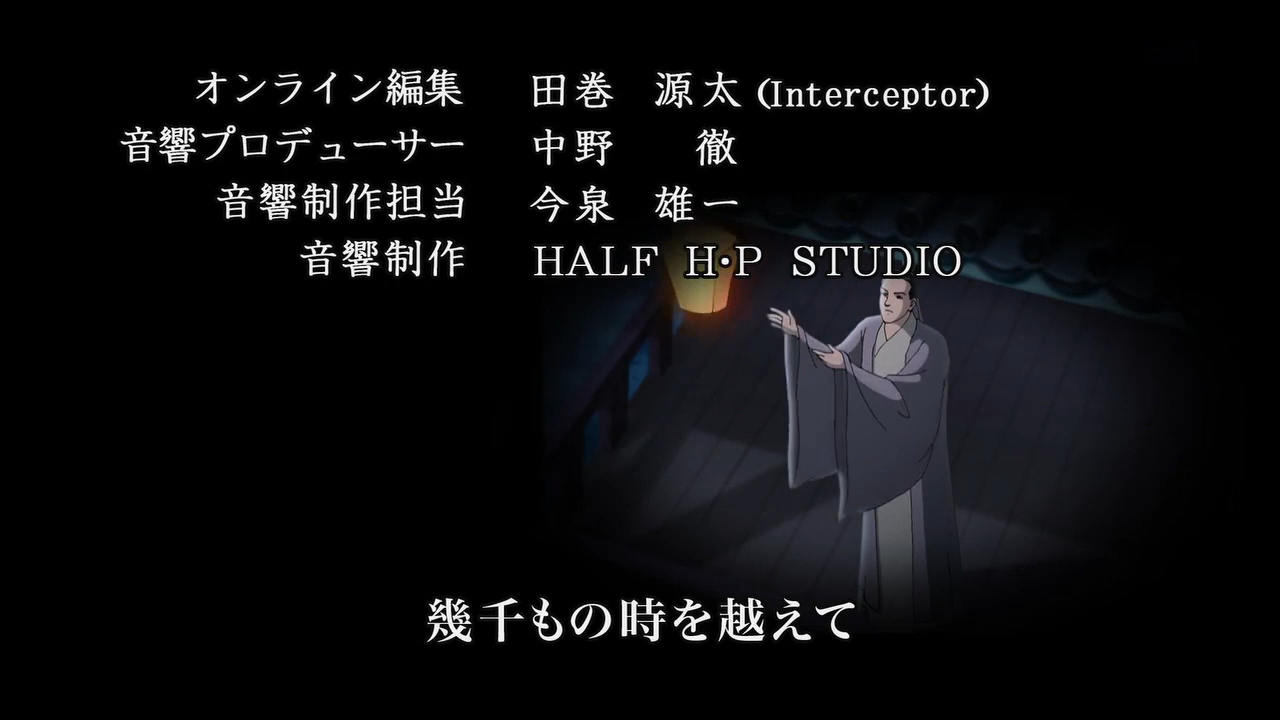 オンライン編集 田巻 源太(Interceptor)
音響プロデューサー 中野 徹
音響制作担当 今泉 雄一
音響制作 HALF H・P STUDIO
幾千もの時を越えて